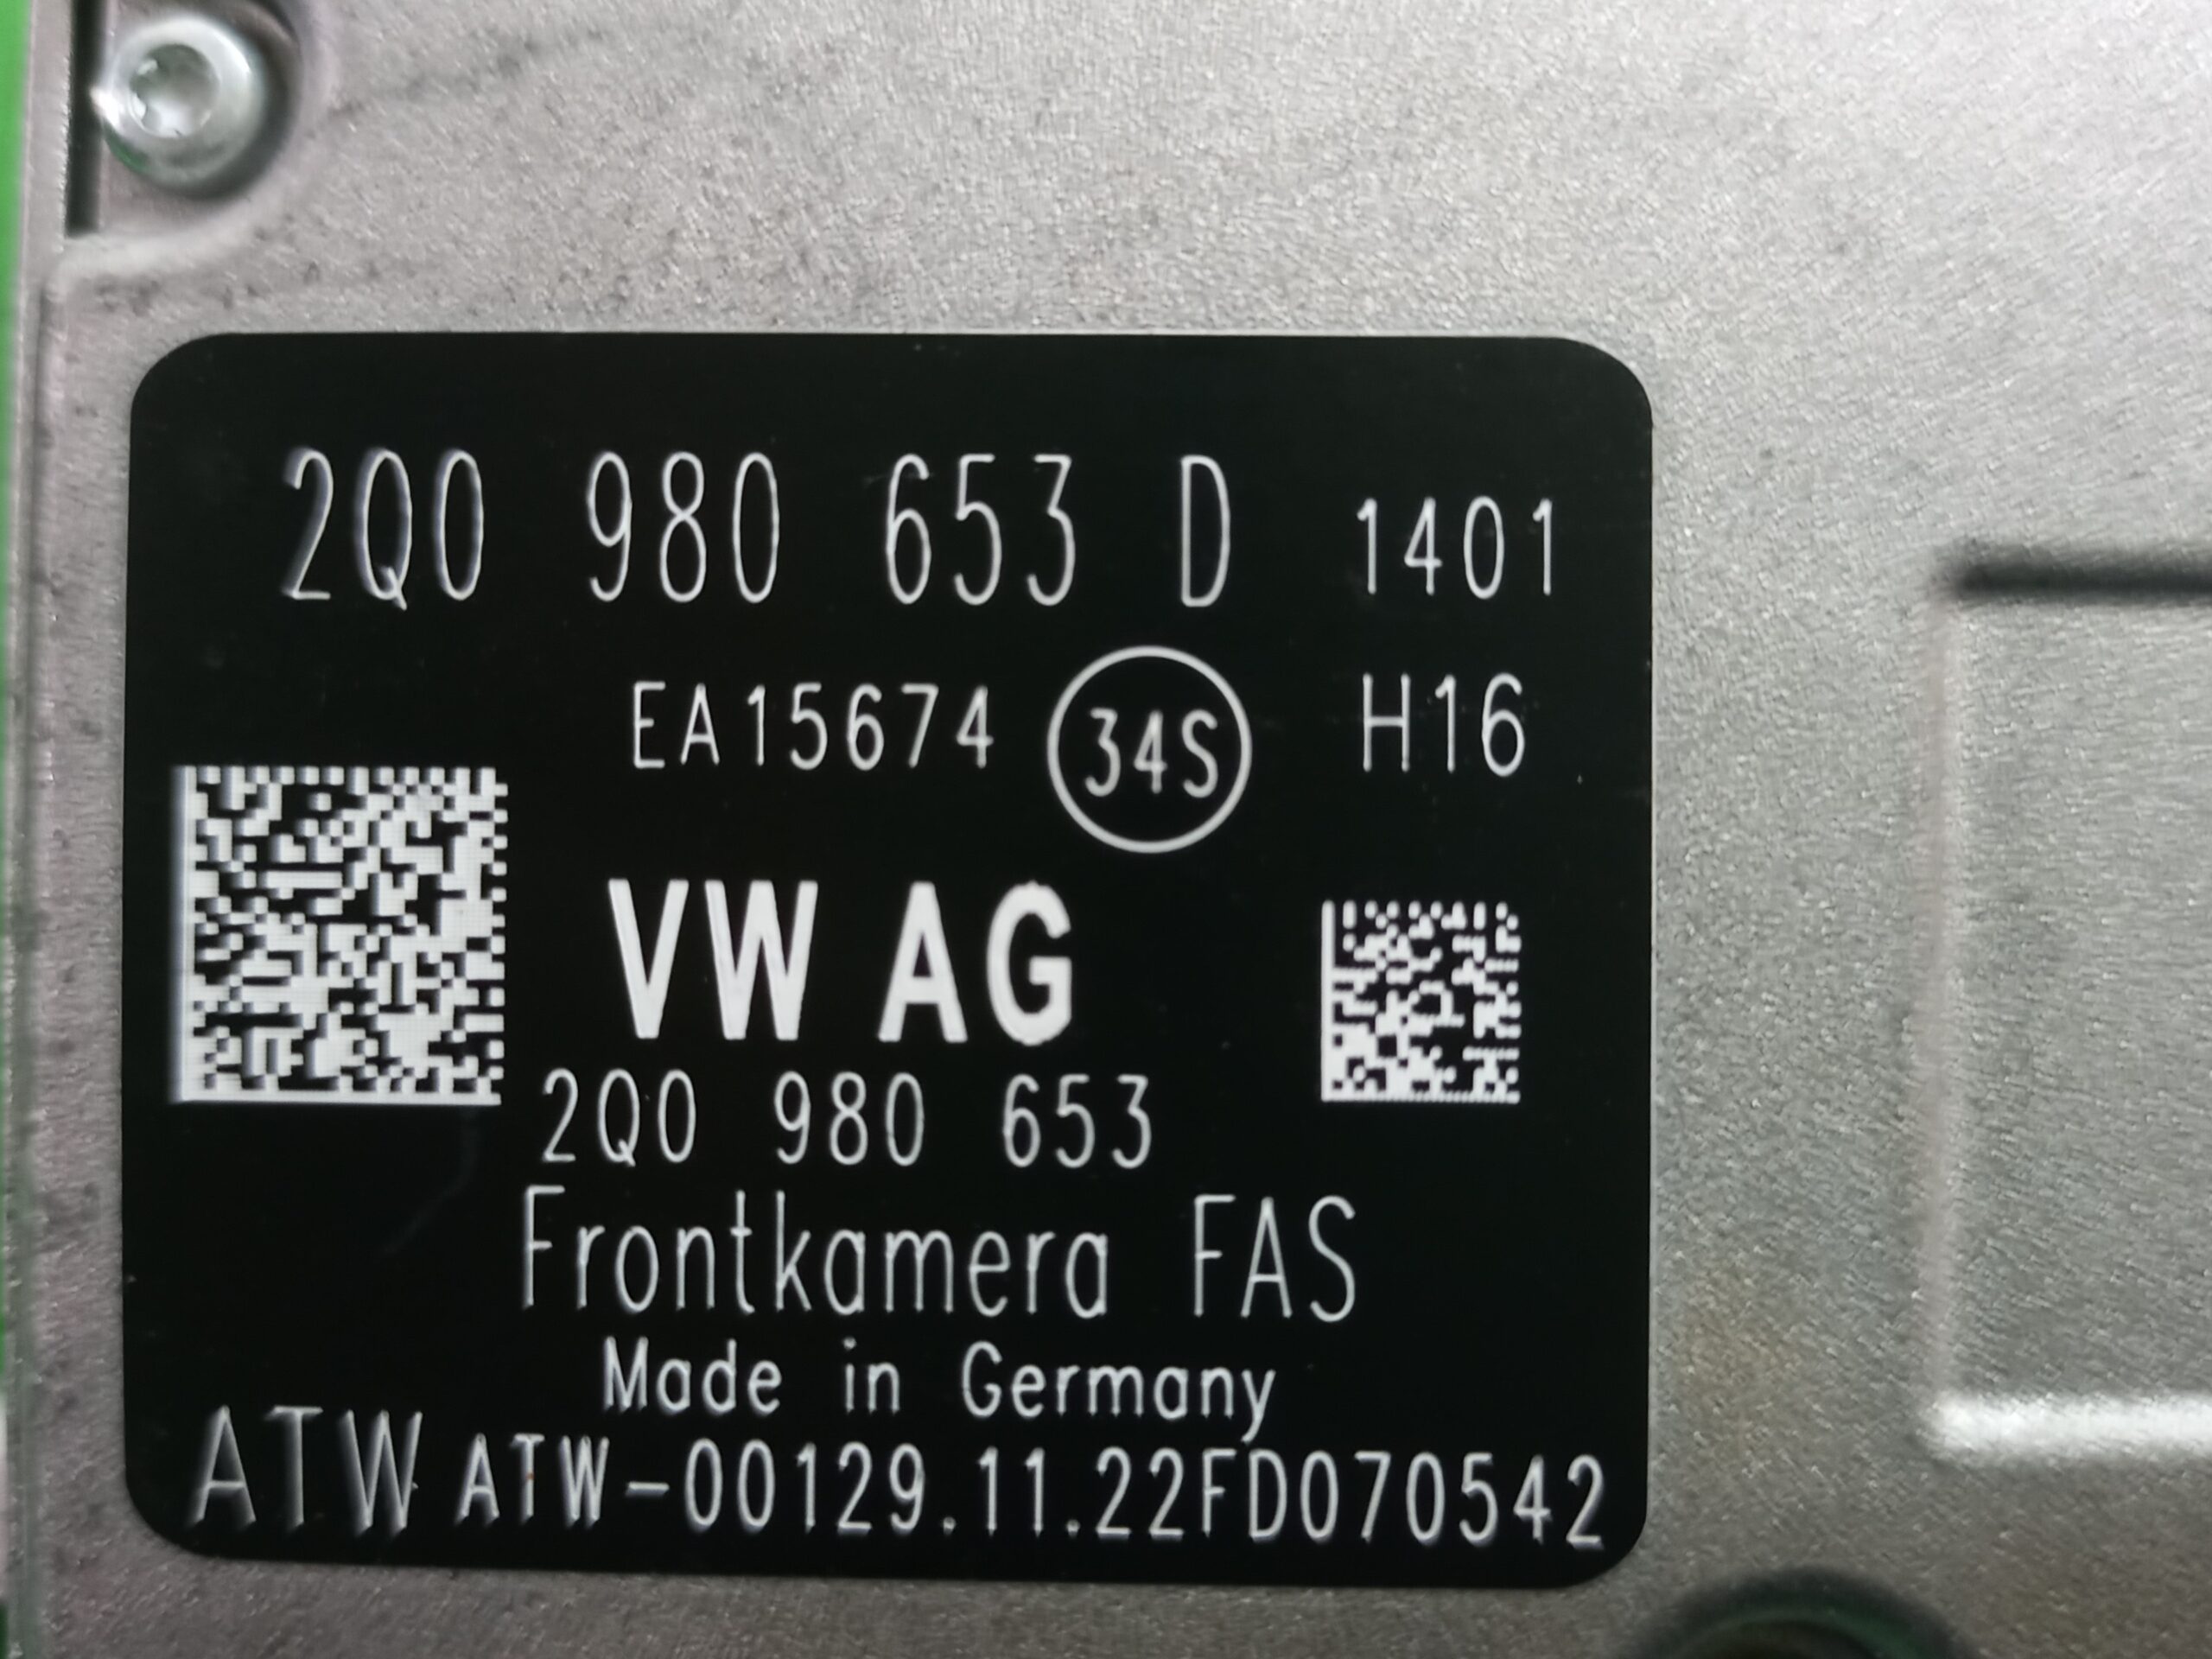 2Q0 980 653 D 1401
EA15674 34S H16
VW AG
2Q0 980 653
Frontkamera FAS
Made in Germany
ATW ATW-00129.11.22FD070542